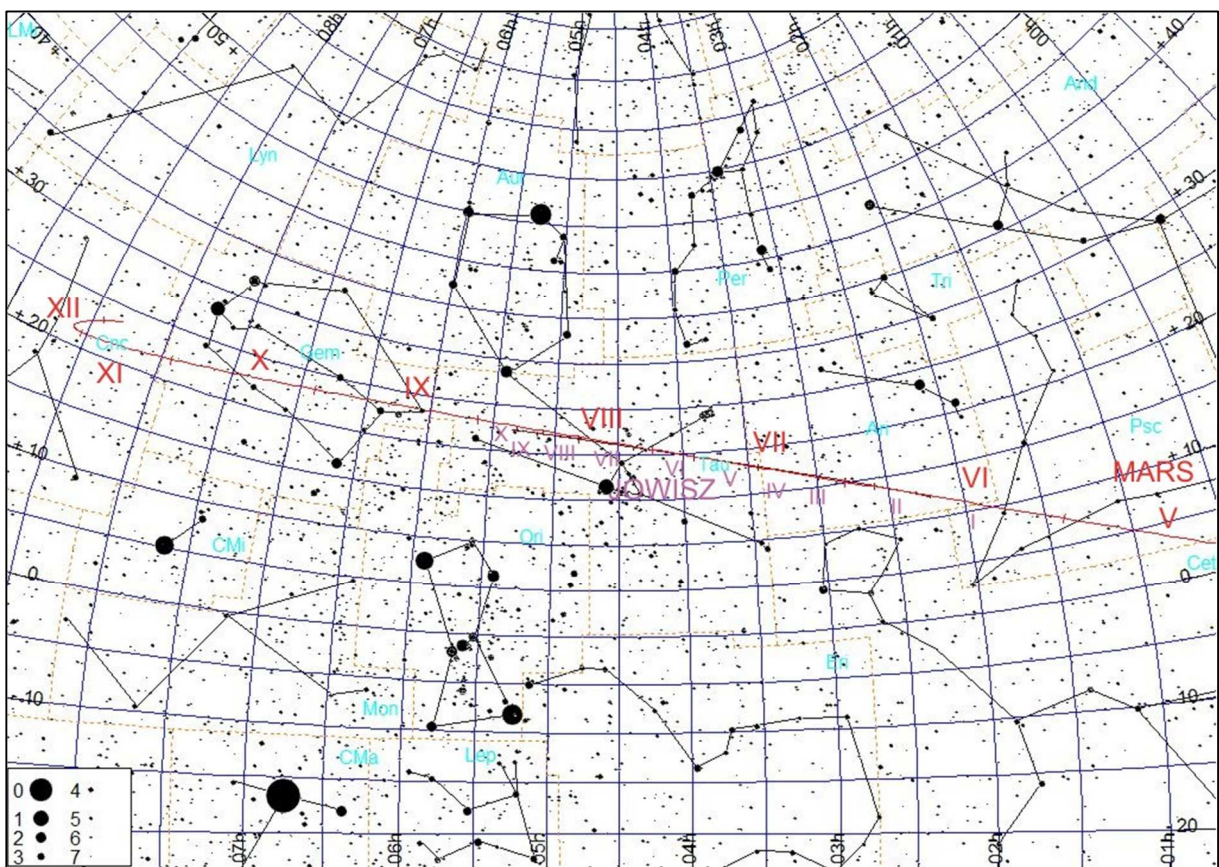 LMi
+40
+50
08h
07h
06h
05h
04h
03h
02h
01h
00h
+40
And
Lyn
Aur
+30
+30
Per
Tri
XII
+20
+20
Cnc
Gem
X
XI
IX
VIII
VII
Ari
Psc
+10
+10
X
IX
VIII
VII
VI
Tau
V
IV
III
II
I
JOWISZ
VI
MARS
V
Ori
CMi
Cet
0
0
Eri
-10
-10
Mon
CMa
Lep
0 4
1 5
2 6
3 7
07h
06h
05h
04h
03h
02h
01h
-20